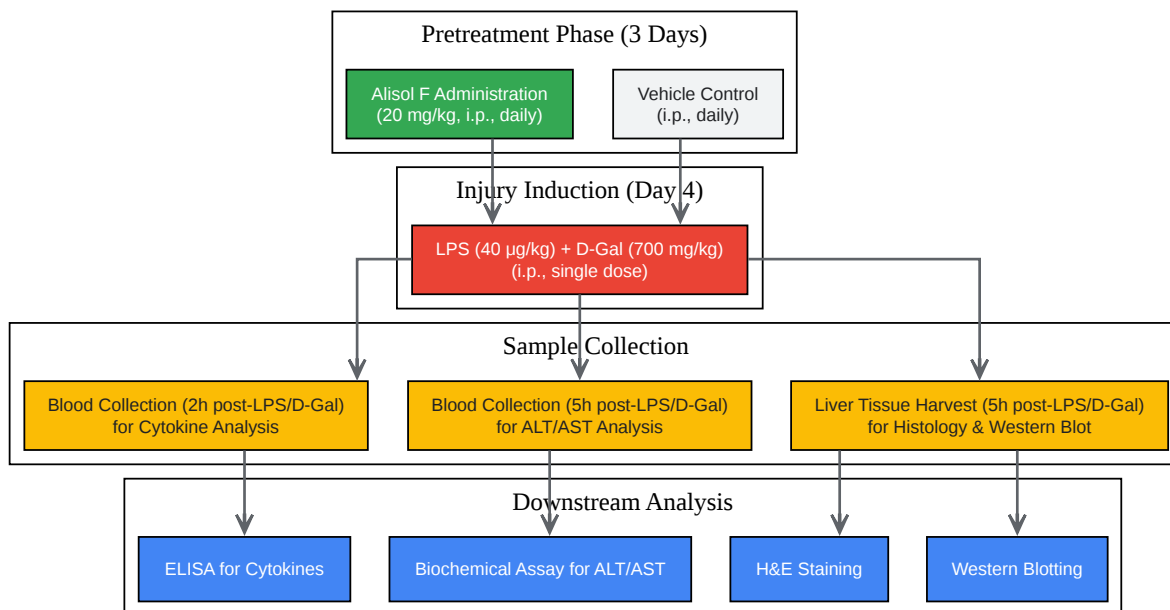 Pretreatment Phase (3 Days)
Alisol F Administration
(20 mg/kg, i.p., daily)
Vehicle Control
(i.p., daily)
Injury Induction (Day 4)
LPS (40 μg/kg) + D-Gal (700 mg/kg)
(i.p., single dose)
Sample Collection
Blood Collection (2h post-LPS/D-Gal)
for Cytokine Analysis
Blood Collection (5h post-LPS/D-Gal)
for ALT/AST Analysis
Liver Tissue Harvest (5h post-LPS/D-Gal)
for Histology & Western Blot
Downstream Analysis
ELISA for Cytokines
Biochemical Assay for ALT/AST
H&E Staining
Western Blotting